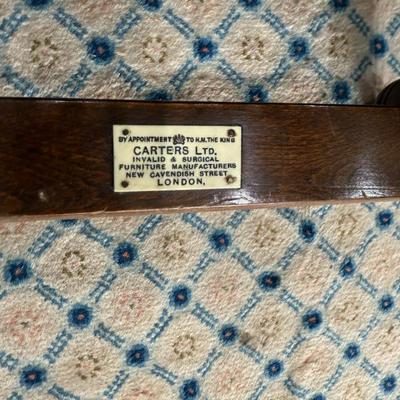 BY APPOINTMENT TO H.M. THE KING
CARTERS LTD.
INVALID & SURGICAL
FURNITURE MANUFACTURERS
NEW CAVENDISH STREET
LONDON,